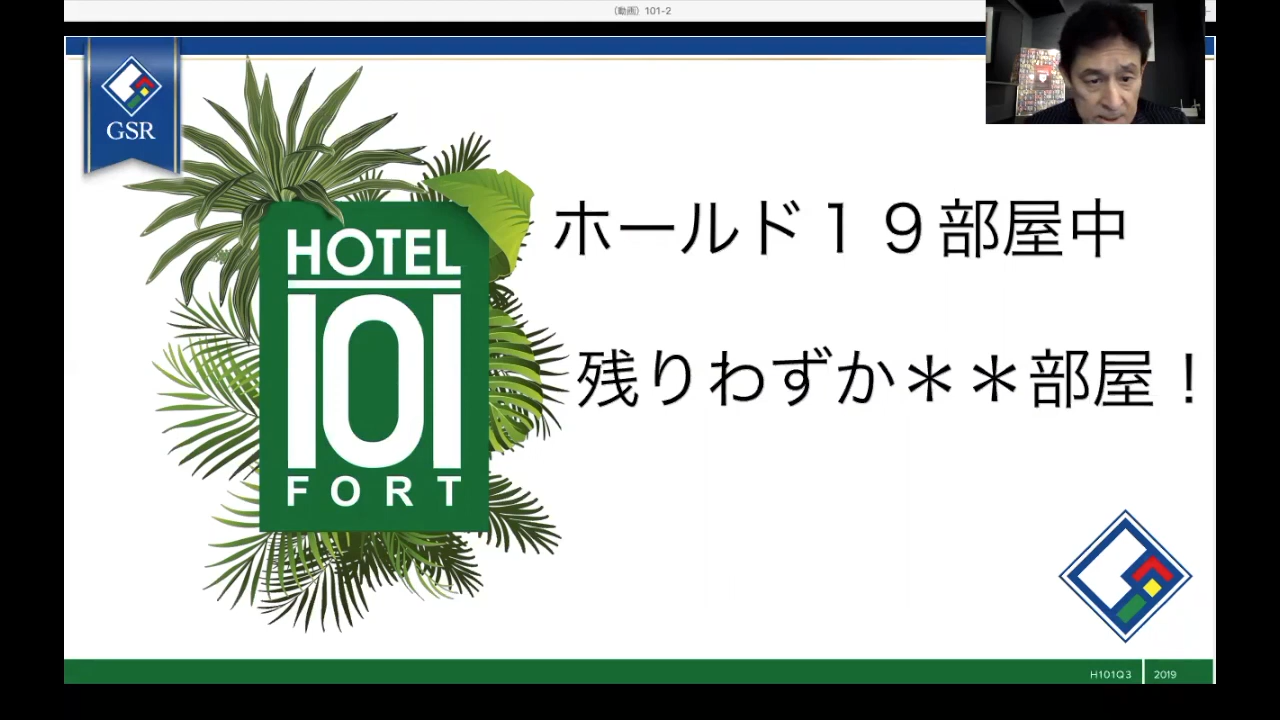 （動画）101-2
GSR
ホールド１９部屋中
残りわずか＊＊部屋！
HOTEL
101
FORT
H101Q3
2019